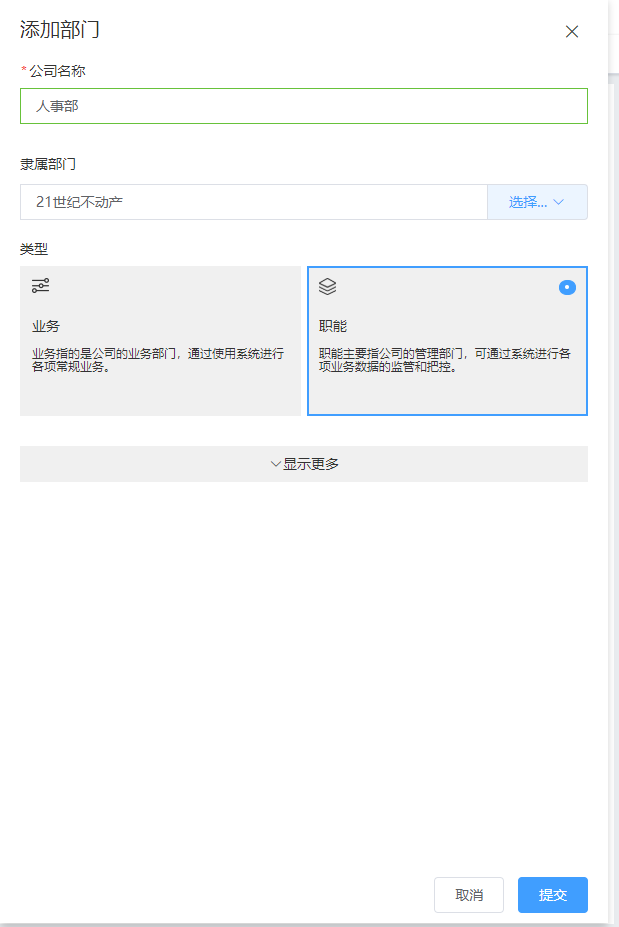 添加部门
*公司名称
人事部
隶属部门
21世纪不动产
选择...
类型
业务
业务指的是公司的业务部门，通过使用系统进行
各项常规业务。
职能
职能主要指公司的管理部门，可通过系统进行各
项业务数据的监管和把控。
显示更多
取消
提交